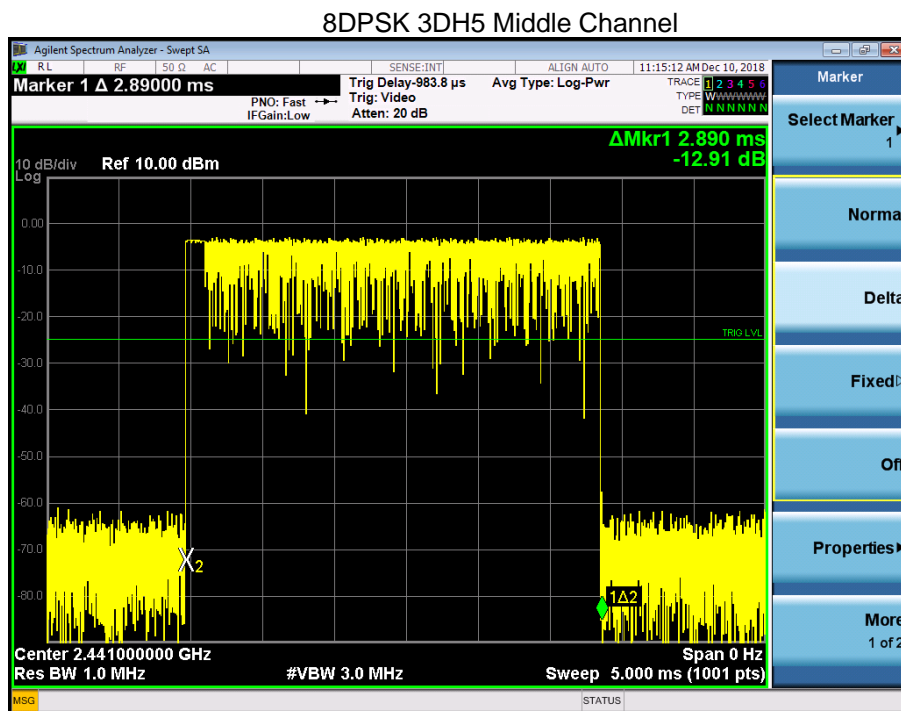 8DPSK 3DH5 Middle Channel
Agilent Spectrum Analyzer - Swept SA
LXI RL RF 50 Ω AC SENSE:INT ALIGN AUTO 11:15:12 AM Dec 10, 2018
Marker 1 Δ 2.89000 ms
PNO: Fast
IFGain:Low
Trig Delay-983.8 µs
Trig: Video
Atten: 20 dB
Avg Type: Log-Pwr
TRACE 1 2 3 4 5 6
TYPE WWWWWW
DET N N N N N N
Marker
Select Marker
1
Norma
Delta
Fixed
Off
Properties
More
1 of 2
ΔMkr1 2.890 ms
-12.91 dB
10 dB/div Ref 10.00 dBm
Log
0.00
-10.0
-20.0
TRIG LVL
-30.0
-40.0
-50.0
-60.0
-70.0
2
-80.0
1Δ2
Center 2.441000000 GHz Span 0 Hz
Res BW 1.0 MHz #VBW 3.0 MHz Sweep 5.000 ms (1001 pts)
MSG STATUS